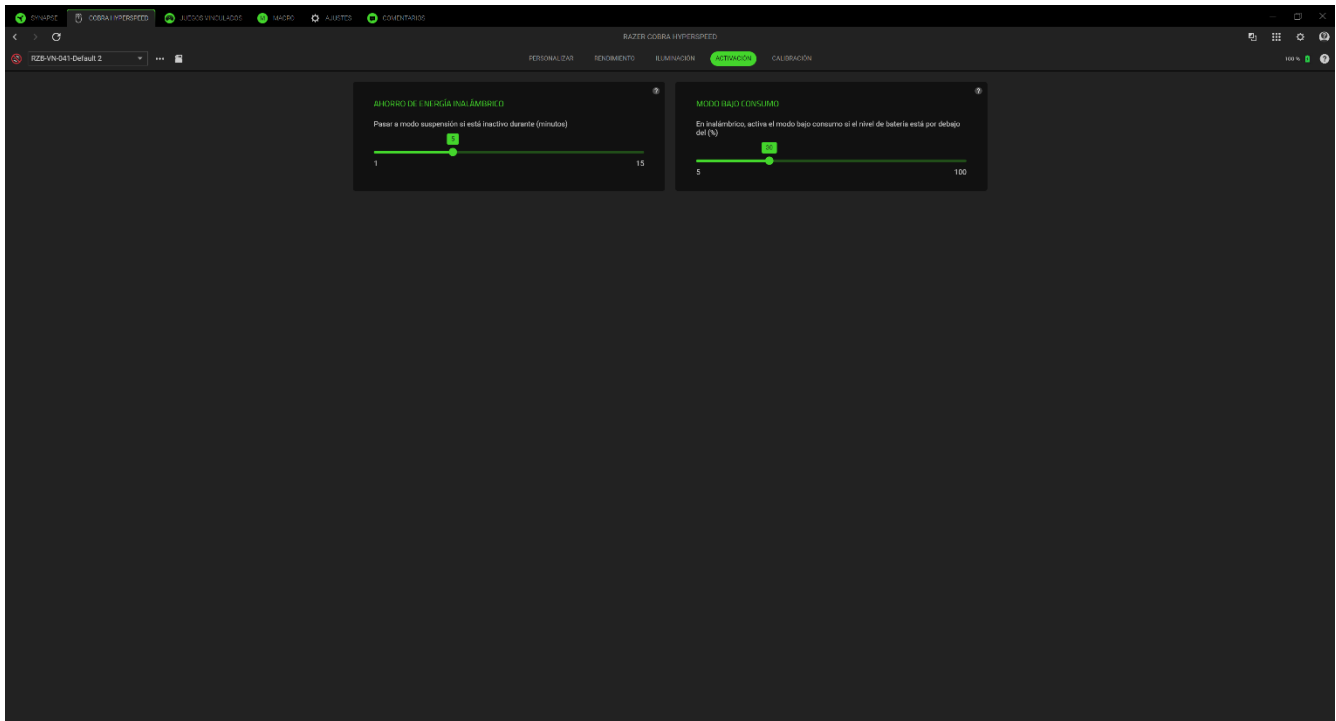 SYNAPSE COBRA HYPERSPEED JUEGOS VINCULADOS MACRO AJUSTES COMENTARIOS
RAZER COBRA HYPERSPEED
RZB-VN-041-Default 2 PERSONALIZAR RENDIMIENTO ILUMINACIÓN ACTIVACIÓN CALIBRACIÓN 100 %
AHORRO DE ENERGÍA INALÁMBRICO
Pasar a modo suspensión si está inactivo durante (minutos)
5
1 15
MODO BAJO CONSUMO
En inalámbrico, activa el modo bajo consumo si el nivel de batería está por debajo
del (%)
30
5 100